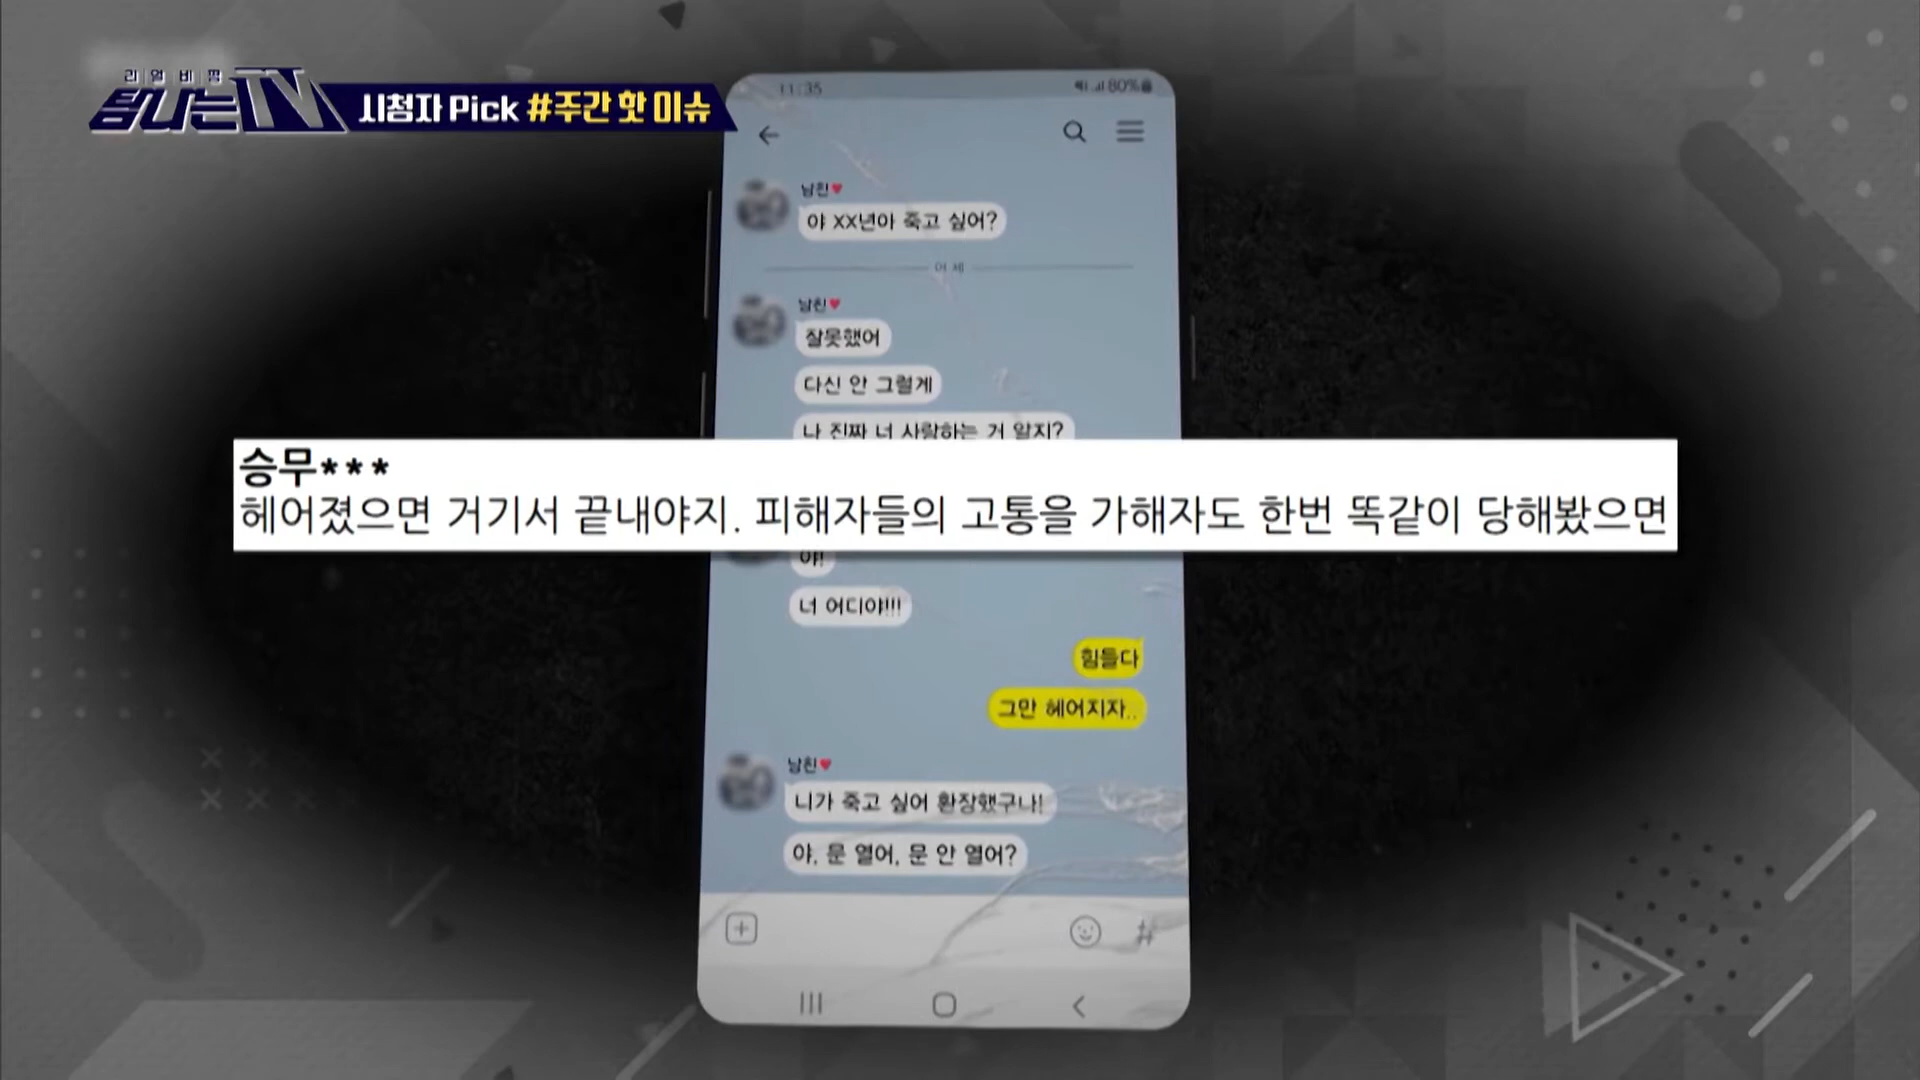 리얼비평
탐나는TV
시청자 Pick #주간 핫 이슈
11:35
80%
남친♥
야 XX년아 죽고 싶어?
어제
남친♥
잘못했어
다신 안 그럴게
나 진짜 너 사랑하는 거 알지?
승무***
헤어졌으면 거기서 끝내야지. 피해자들의 고통을 가해자도 한번 똑같이 당해봤으면
야!
너 어디야!!!
힘들다
그만 헤어지자..
남친♥
니가 죽고 싶어 환장했구나!
야, 문 열어, 문 안 열어?
#